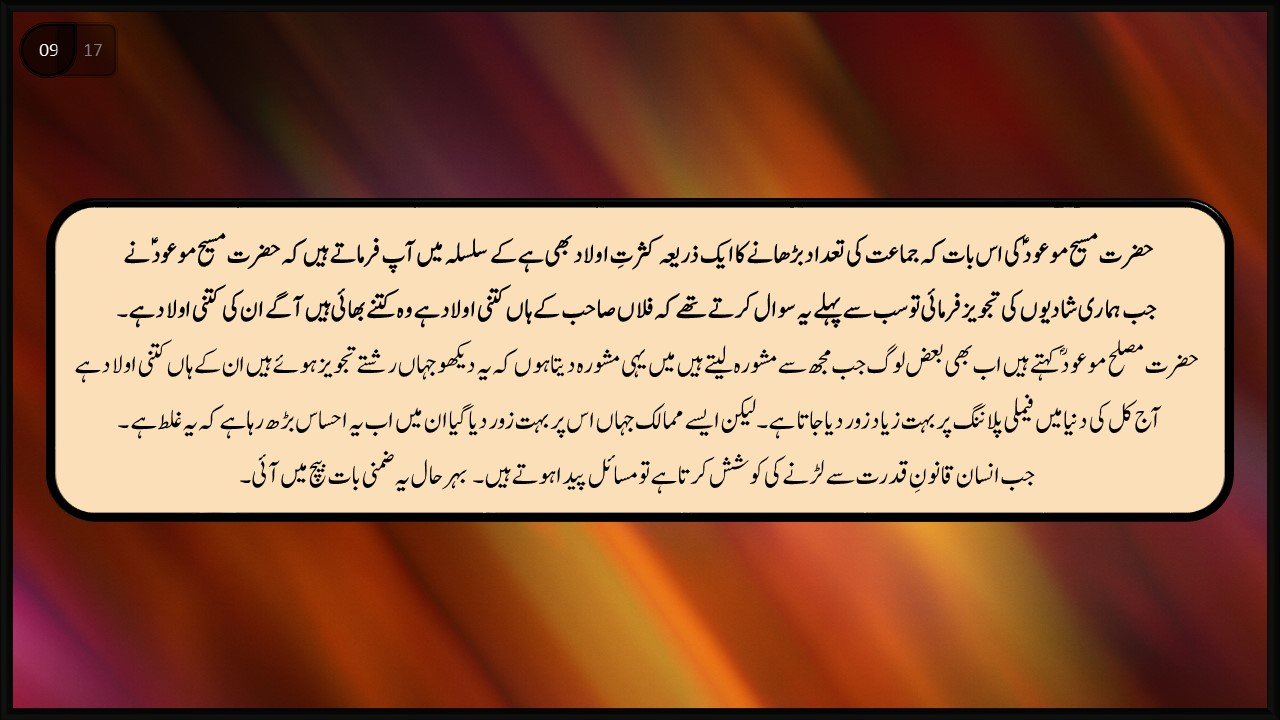 09 17
حضرت مسیح موعودؑ کی اس بات کہ جماعت کی تعداد بڑھانے کا ایک ذریعہ کثرتِ اولاد بھی ہے کے سلسلہ میں آپ فرماتے ہیں کہ حضرت مسیح موعودؑ نے
جب ہماری شادیوں کی تجویز فرمائی تو سب سے پہلے یہ سوال کرتے تھے کہ فلاں صاحب کے ہاں کتنی اولاد ہے وہ کتنے بھائی ہیں آگے ان کی کتنی اولاد ہے۔
حضرت مصلح موعودؓ کہتے ہیں اب بھی بعض لوگ جب مجھ سے مشورہ لیتے ہیں میں یہی مشورہ دیتا ہوں کہ یہ دیکھو جہاں رشتے تجویز ہوئے ہیں ان کے ہاں کتنی اولاد ہے
آج کل کی دنیا میں فیملی پلاننگ پر بہت زیاد زور دیا جاتا ہے۔ لیکن ایسے ممالک جہاں اس پر بہت زور دیا گیا ان میں اب یہ احساس بڑھ رہا ہے کہ یہ غلط ہے۔
جب انسان قانونِ قدرت سے لڑنے کی کوشش کرتا ہے تو مسائل پیدا ہوتے ہیں۔ بہر حال یہ ضمنی بات بیچ میں آئی۔